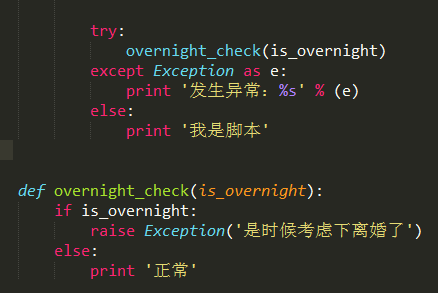 try:
overnight_check(is_overnight)
except Exception as e:
print '发生异常：%s' % (e)
else:
print '我是脚本'
def overnight_check(is_overnight):
if is_overnight:
raise Exception('是时候考虑下离婚了')
else:
print '正常'